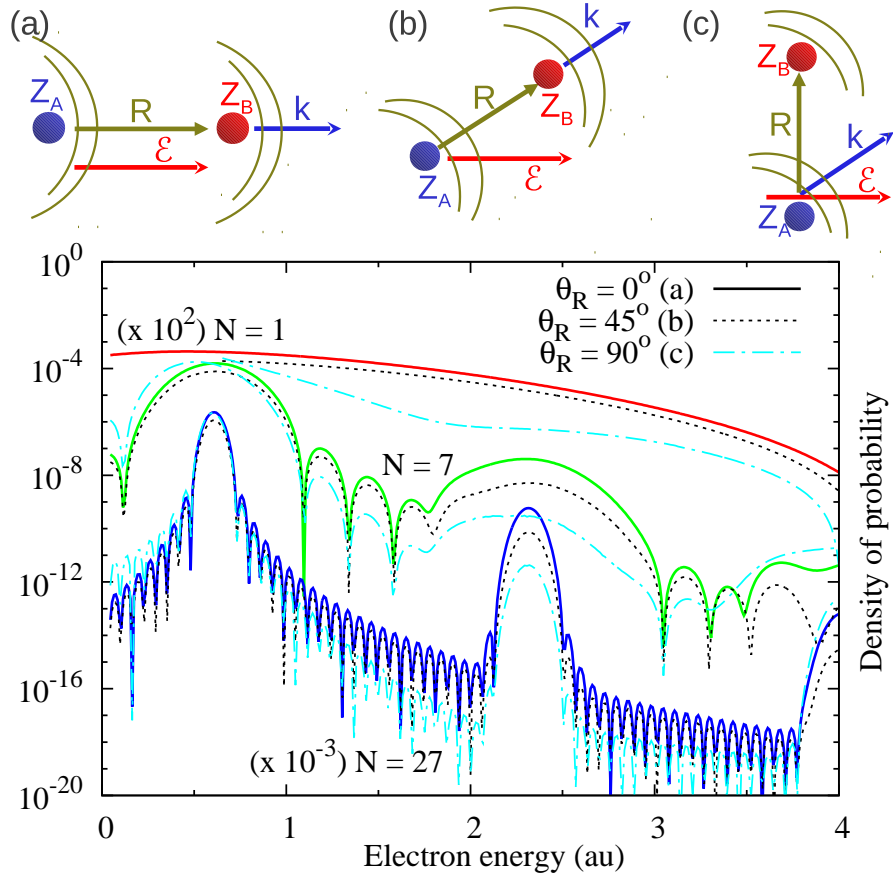 (a) (b) (c)
Z_A R Z_B k
ℰ
Z_A R Z_B k
ℰ
Z_B
R k
ℰ
Z_A
10^0
10^-4
10^-8
10^-12
10^-16
10^-20
θ_R = 0° (a)
θ_R = 45° (b)
θ_R = 90° (c)
(x 10^2) N = 1
N = 7
(x 10^-3) N = 27
Density of probability
0 1 2 3 4
Electron energy (au)